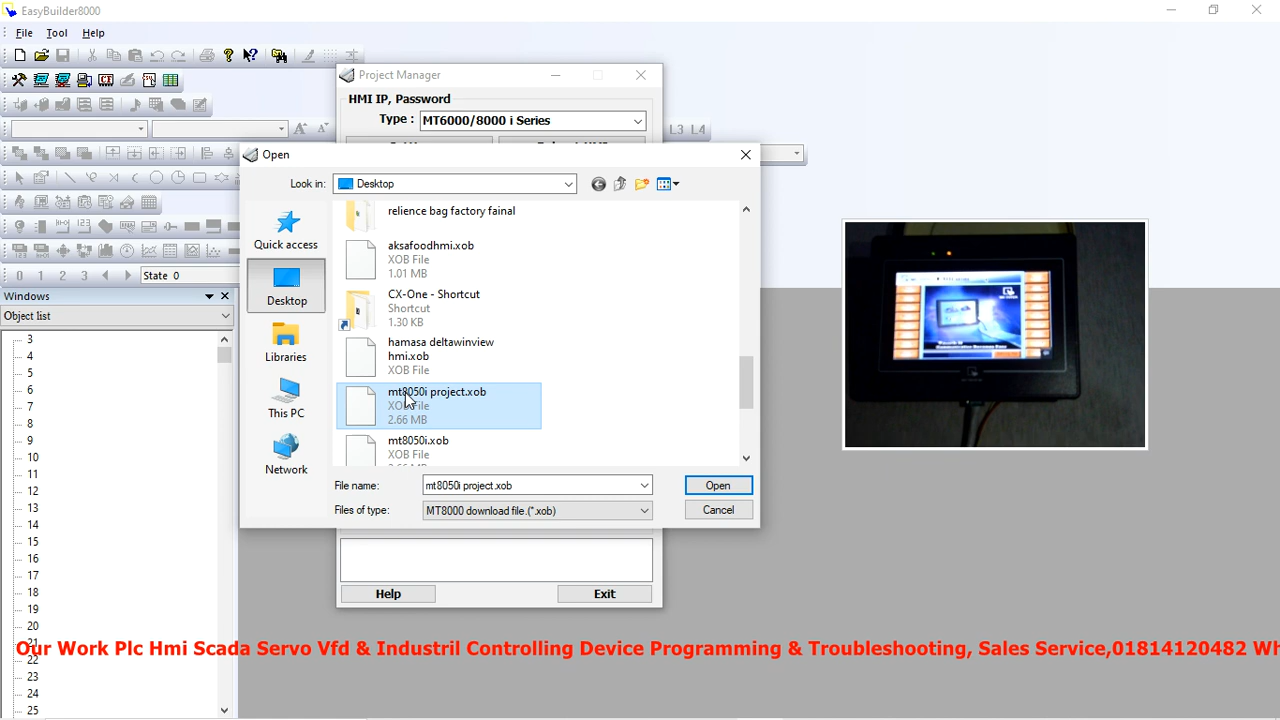 EasyBuilder8000
File Tool Help
Project Manager
HMI IP, Password
Type : MT6000/8000 i Series
L3 L4
Open
Look in: Desktop
Quick access
Desktop
Libraries
This PC
Network
relience bag factory fainal
aksafoodhmi.xob
XOB File
1.01 MB
CX-One - Shortcut
Shortcut
1.30 KB
hamasa deltawinview
hmi.xob
XOB File
mt8050i project.xob
XOB File
2.66 MB
mt8050i.xob
XOB File
File name: mt8050i project.xob
Open
Files of type: MT8000 download file.(*.xob)
Cancel
Help Exit
0 1 2 3 State 0
Windows
Object list
3
4
5
6
7
8
9
10
11
12
13
14
15
16
17
18
19
20
21
22
23
24
25
Our Work Plc Hmi Scada Servo Vfd & Industril Controlling Device Programming & Troubleshooting, Sales Service,01814120482 Wh